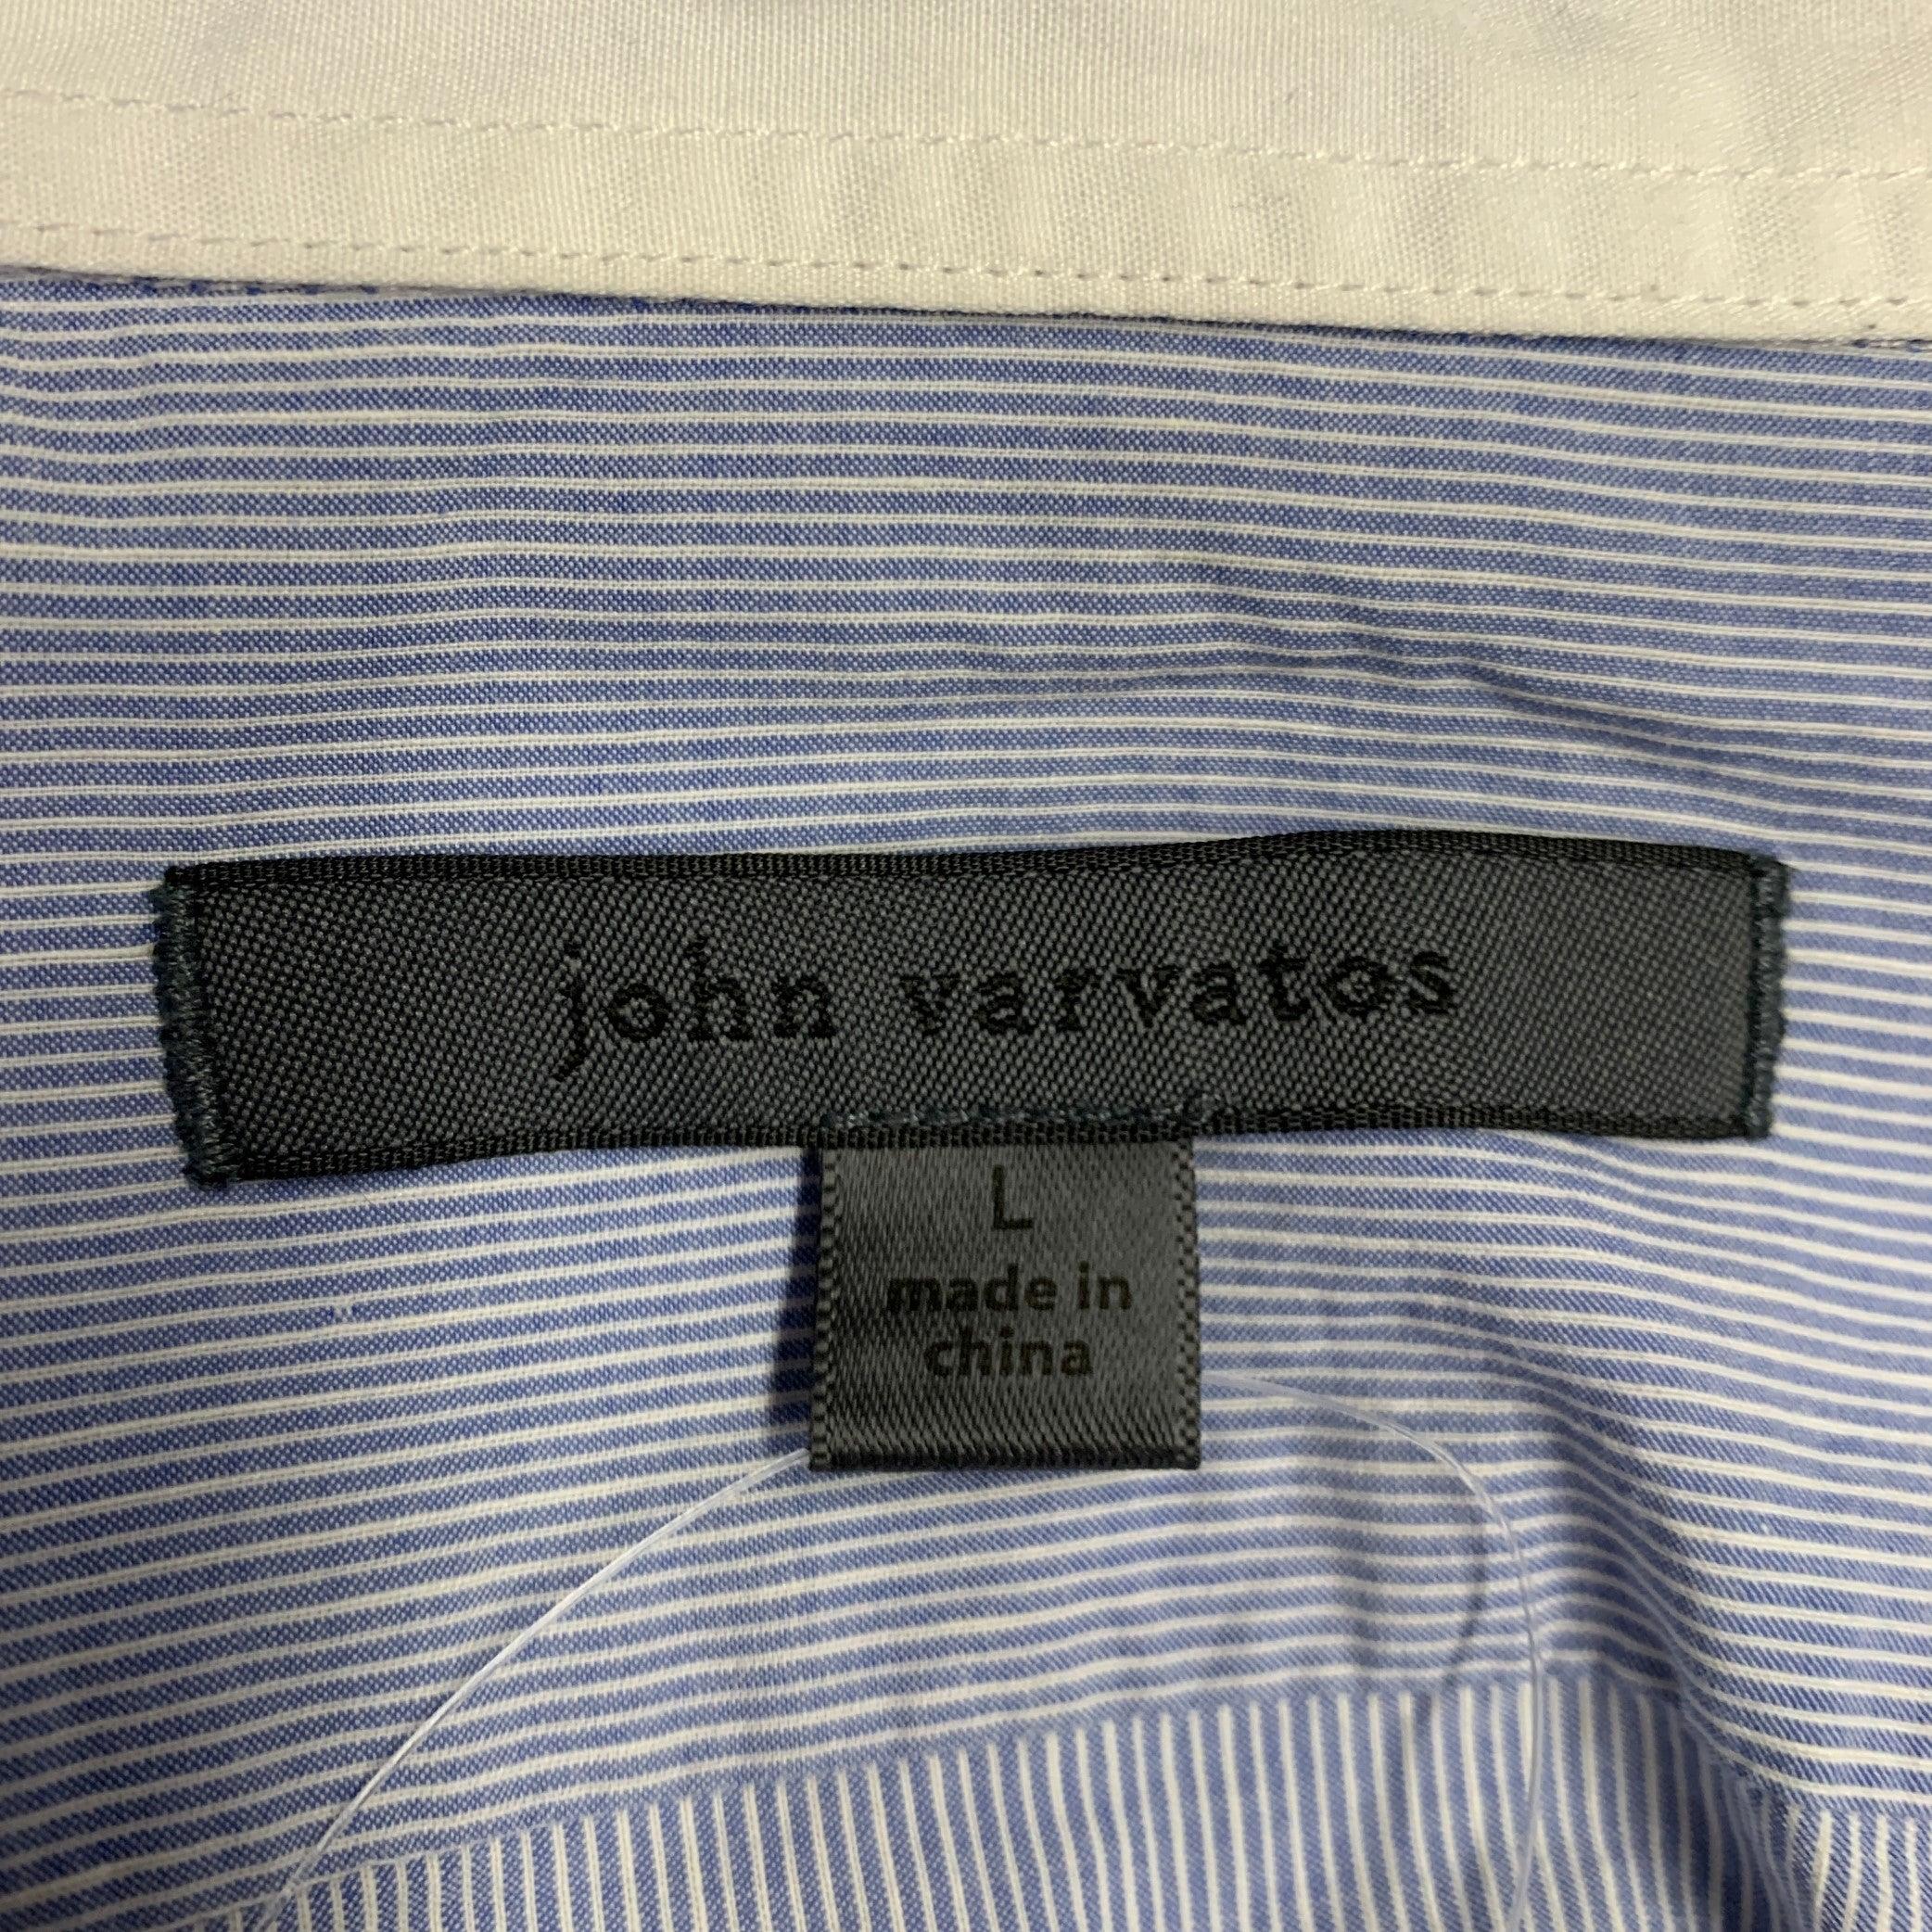 john varvatos
L
made in
china